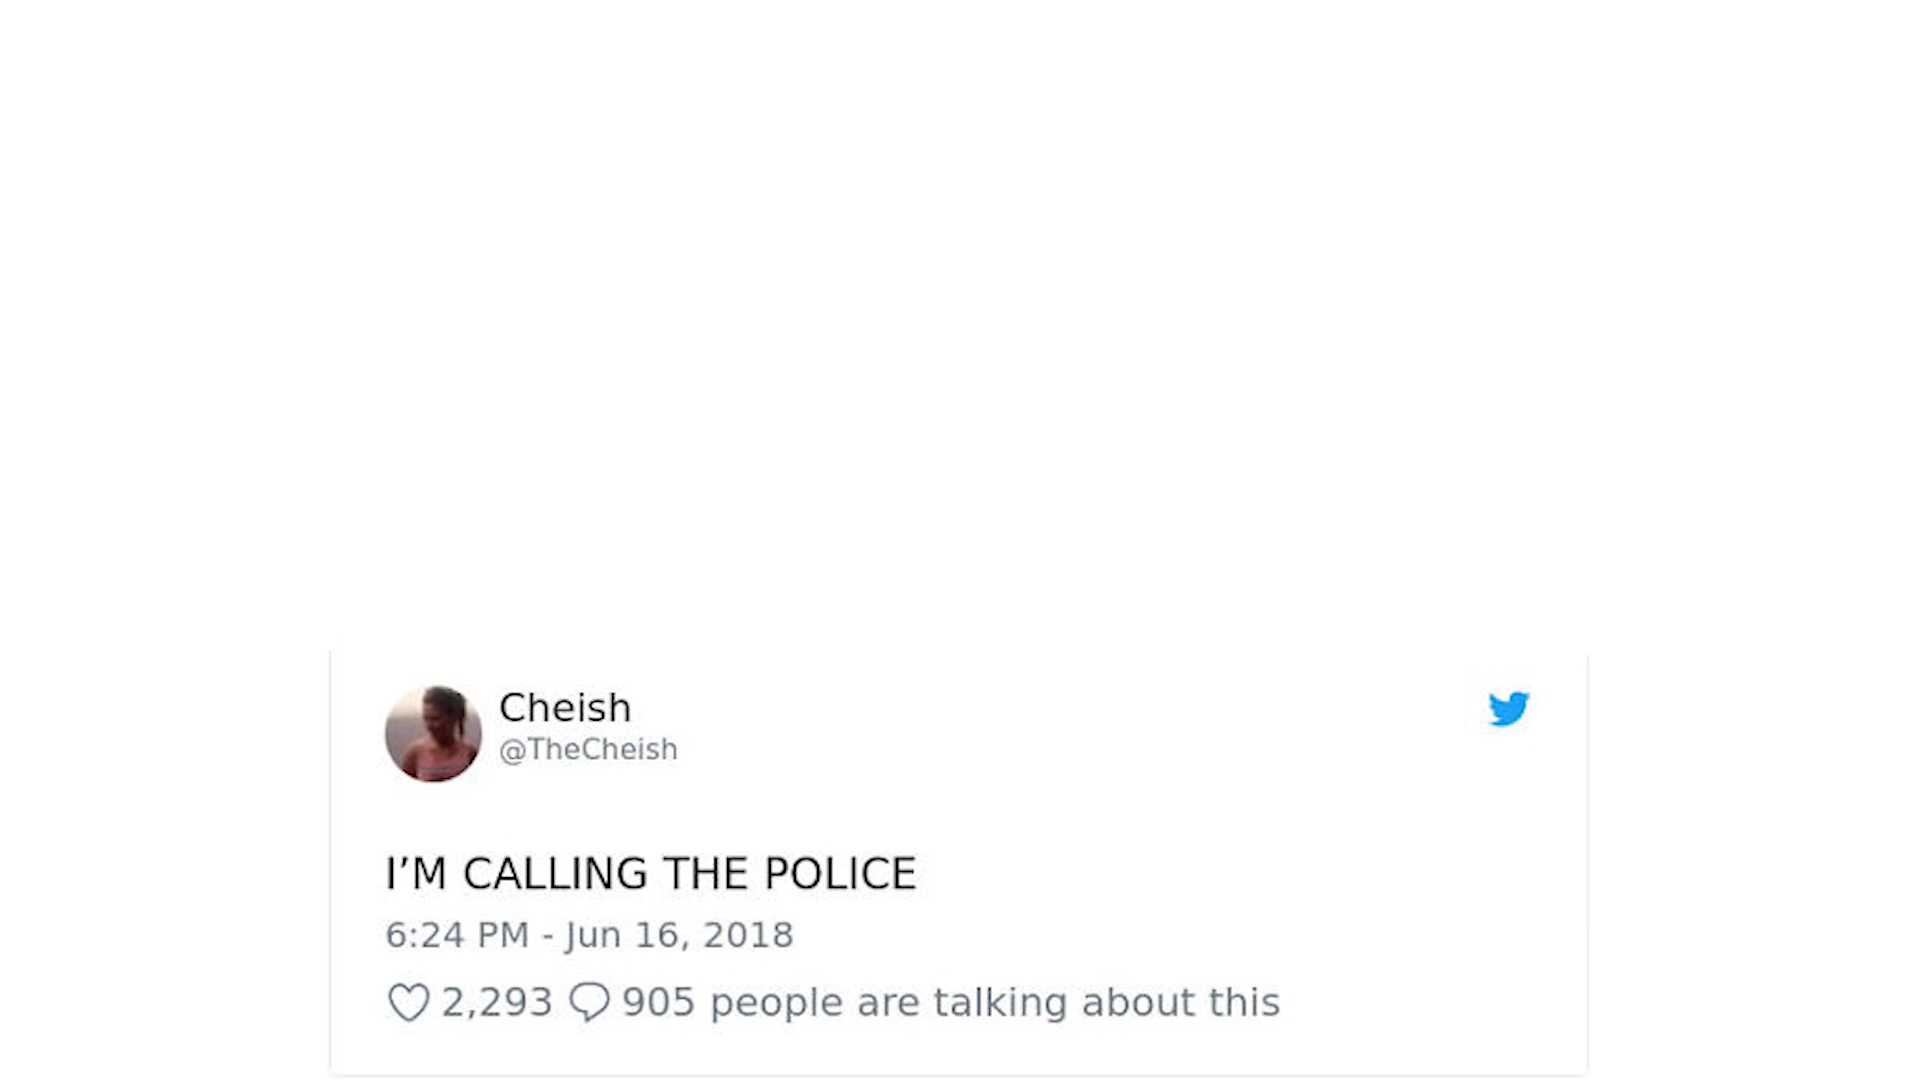 Cheish
@TheCheish
I’M CALLING THE POLICE
6:24 PM - Jun 16, 2018
2,293 905 people are talking about this